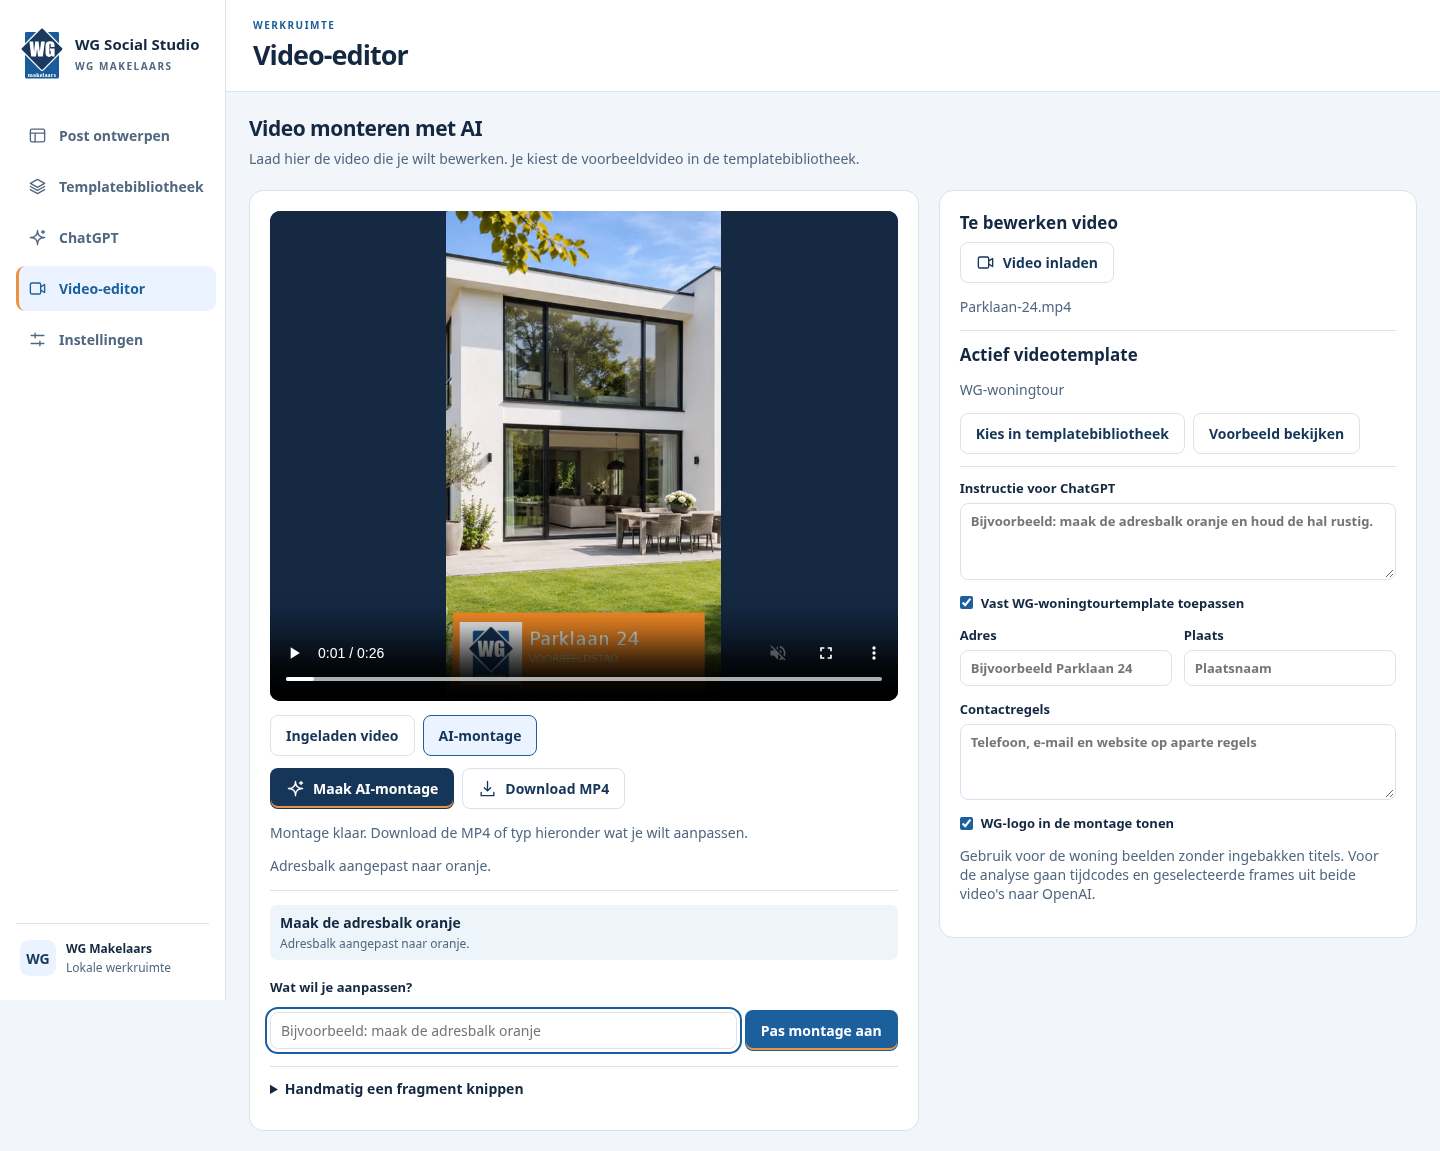 WG
makelaars
WG Social Studio
WG MAKELAARS
Post ontwerpen
Templatebibliotheek
ChatGPT
Video-editor
Instellingen
WG
WG Makelaars
Lokale werkruimte
WERKRUIMTE
Video-editor
Video monteren met AI
Laad hier de video die je wilt bewerken. Je kiest de voorbeeldvideo in de templatebibliotheek.
WG
Parklaan 24
VOORBEELDSTAD
0:01 / 0:26
Ingeladen video
AI-montage
Maak AI-montage
Download MP4
Montage klaar. Download de MP4 of typ hieronder wat je wilt aanpassen.
Adresbalk aangepast naar oranje.
Maak de adresbalk oranje
Adresbalk aangepast naar oranje.
Wat wil je aanpassen?
Bijvoorbeeld: maak de adresbalk oranje
Pas montage aan
Handmatig een fragment knippen
Te bewerken video
Video inladen
Parklaan-24.mp4
Actief videotemplate
WG-woningtour
Kies in templatebibliotheek
Voorbeeld bekijken
Instructie voor ChatGPT
Bijvoorbeeld: maak de adresbalk oranje en houd de hal rustig.
Vast WG-woningtourtemplate toepassen
Adres
Plaats
Bijvoorbeeld Parklaan 24
Plaatsnaam
Contactregels
Telefoon, e-mail en website op aparte regels
WG-logo in de montage tonen
Gebruik voor de woning beelden zonder ingebakken titels. Voor
de analyse gaan tijdcodes en geselecteerde frames uit beide
video's naar OpenAI.